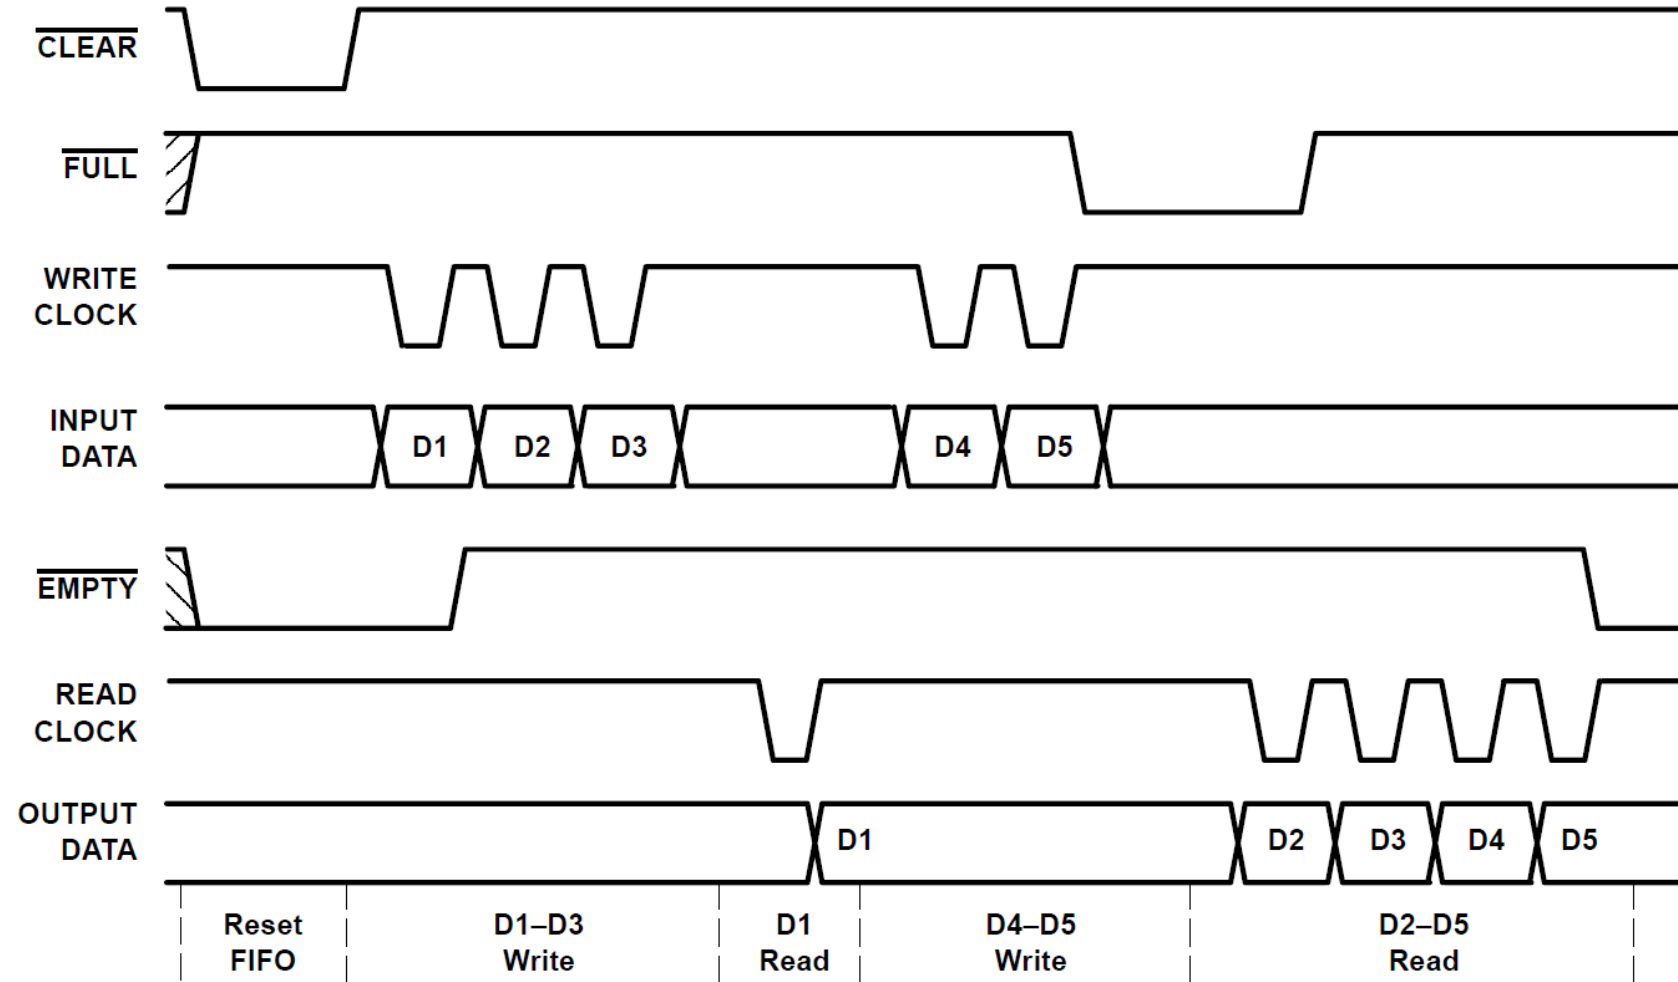 CLEAR
FULL
WRITE
CLOCK
INPUT
DATA
D1 D2 D3 D4 D5
EMPTY
READ
CLOCK
OUTPUT
DATA
D1 D2 D3 D4 D5
Reset
FIFO
D1–D3
Write
D1
Read
D4–D5
Write
D2–D5
Read